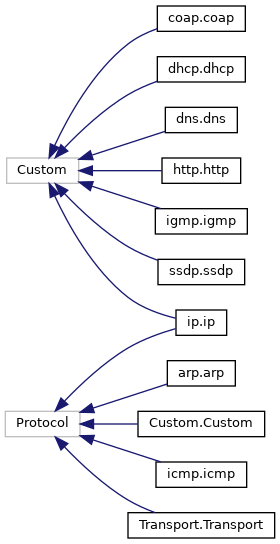 coap.coap
dhcp.dhcp
dns.dns
Custom
http.http
igmp.igmp
ssdp.ssdp
ip.ip
arp.arp
Protocol
Custom.Custom
icmp.icmp
Transport.Transport